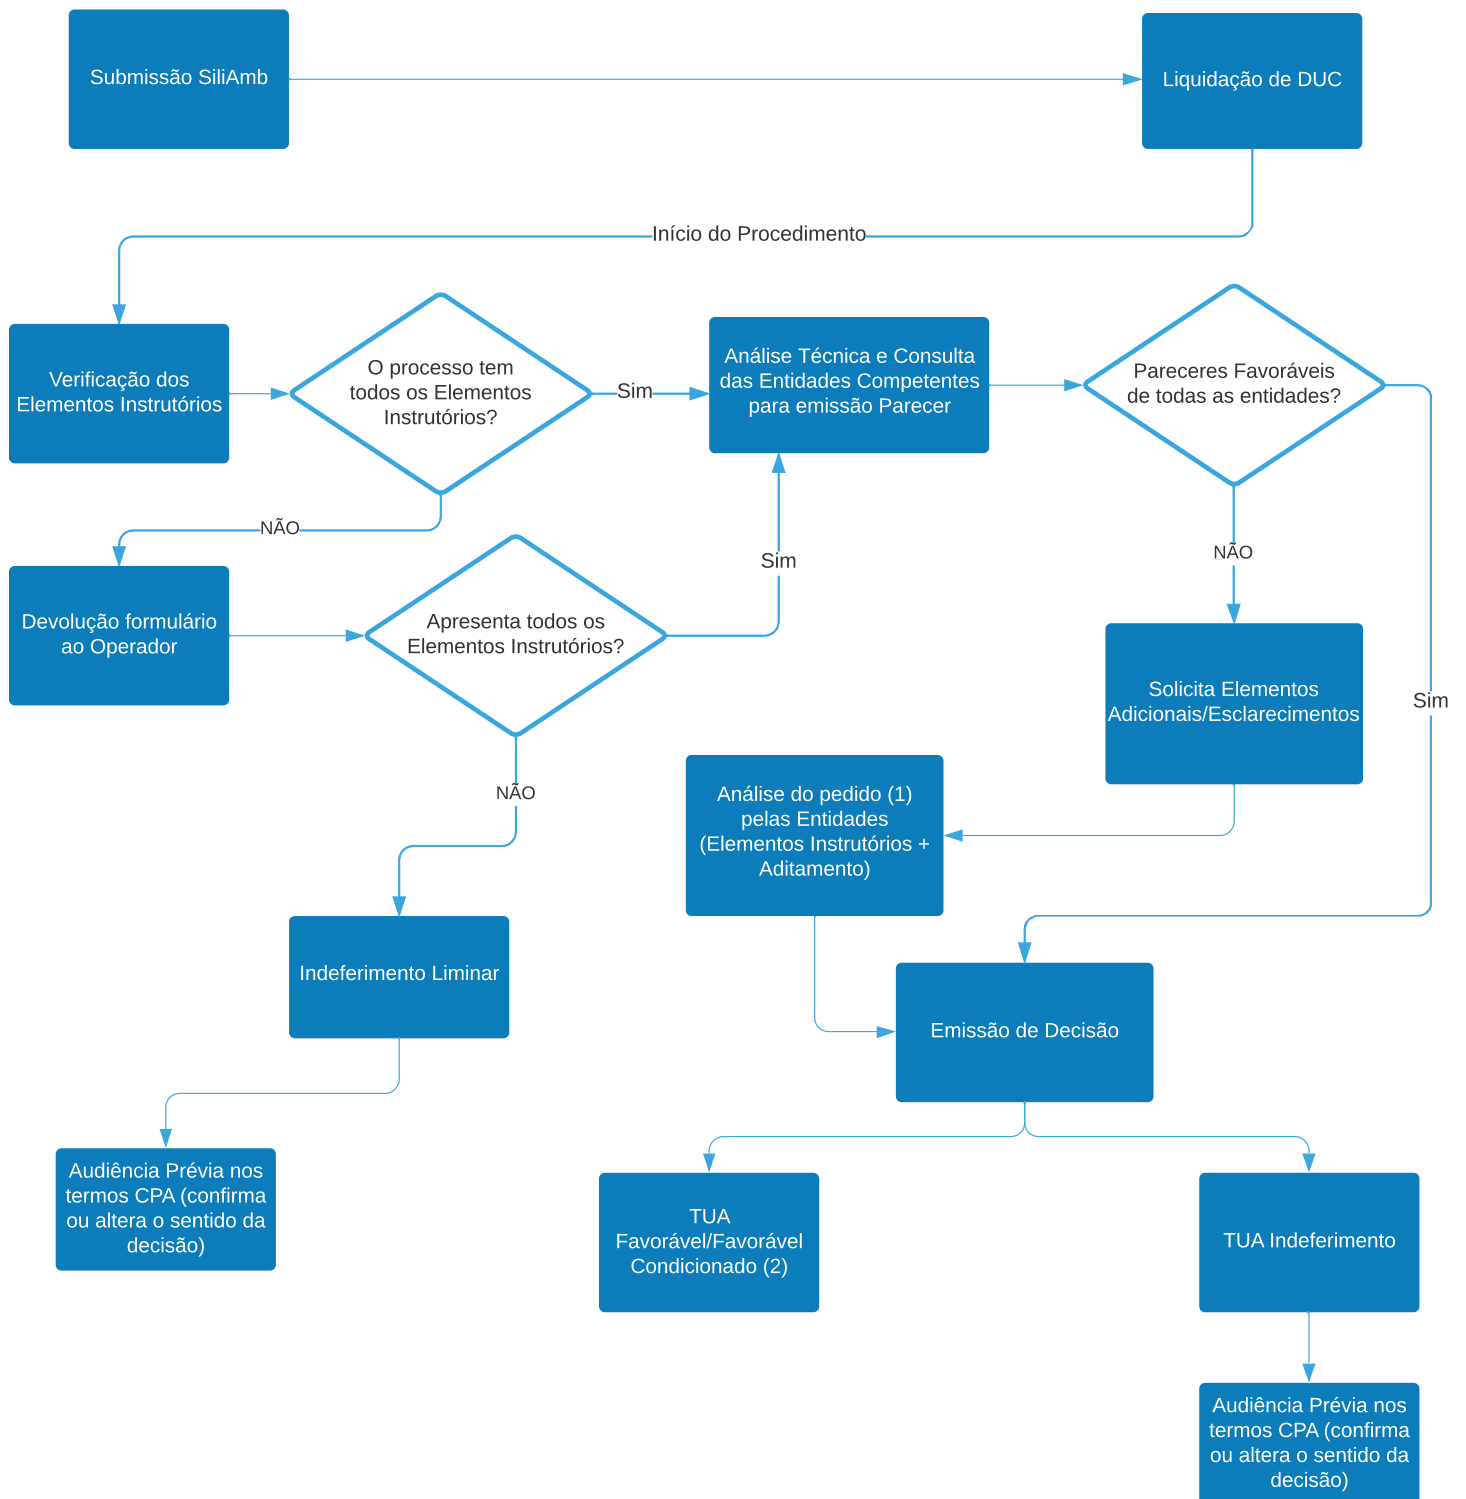 Submissão SiliAmb
Liquidação de DUC
Início do Procedimento
Verificação dos
Elementos Instrutórios
O processo tem
todos os Elementos
Instrutórios?
Sim
Análise Técnica e Consulta
das Entidades Competentes
para emissão Parecer
Pareceres Favoráveis
de todas as entidades?
NÃO
Devolução formulário
ao Operador
Apresenta todos os
Elementos Instrutórios?
Sim
NÃO
Solicita Elementos
Adicionais/Esclarecimentos
Sim
NÃO
Análise do pedido (1)
pelas Entidades
(Elementos Instrutórios +
Aditamento)
Indeferimento Liminar
Emissão de Decisão
Audiência Prévia nos
termos CPA (confirma
ou altera o sentido da
decisão)
TUA
Favorável/Favorável
Condicionado (2)
TUA Indeferimento
Audiência Prévia nos
termos CPA (confirma
ou altera o sentido da
decisão)